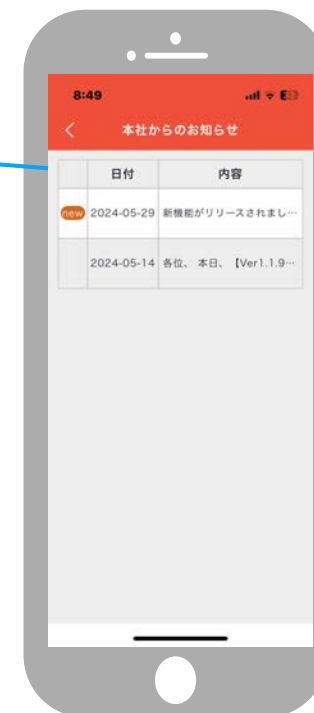 8:49
本社からのお知らせ
日付 内容
new 2024-05-29 新機能がリリースされまし…
2024-05-14 各位、 本日、【Ver1.1.9…